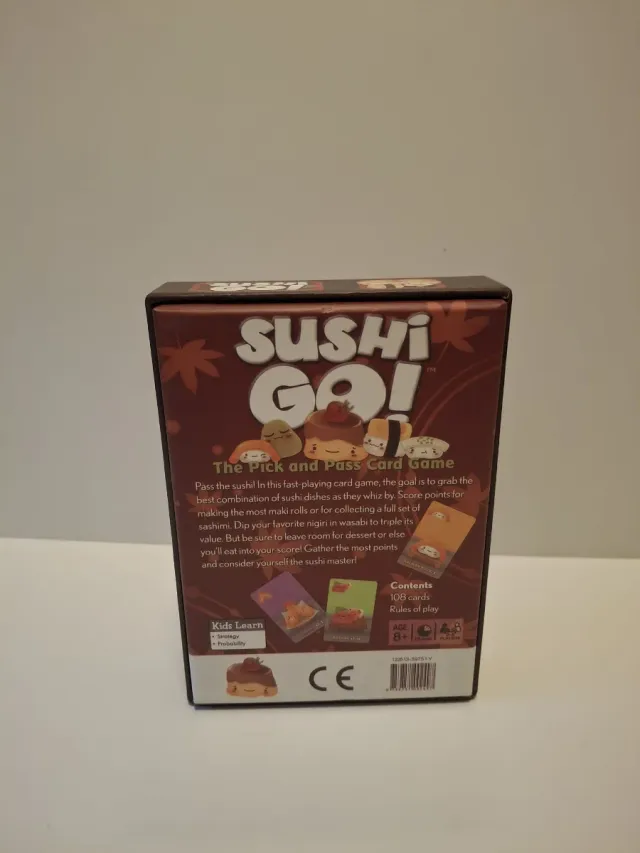 SUSHi
GO!
TM
The Pick and Pass Card Game
Pass the sushi! In this fast-playing card game, the goal is to grab the
best combination of sushi dishes as they whiz by. Score points for
making the most maki rolls or for collecting a full set of
sashimi. Dip your favorite nigiri in wasabi to triple its
value. But be sure to leave room for dessert or else
you'll eat into your score! Gather the most points
and consider yourself the sushi master!
Contents
108 cards
Rules of play
Kids Learn
• Strategy
• Probability
AGE
8+
CE